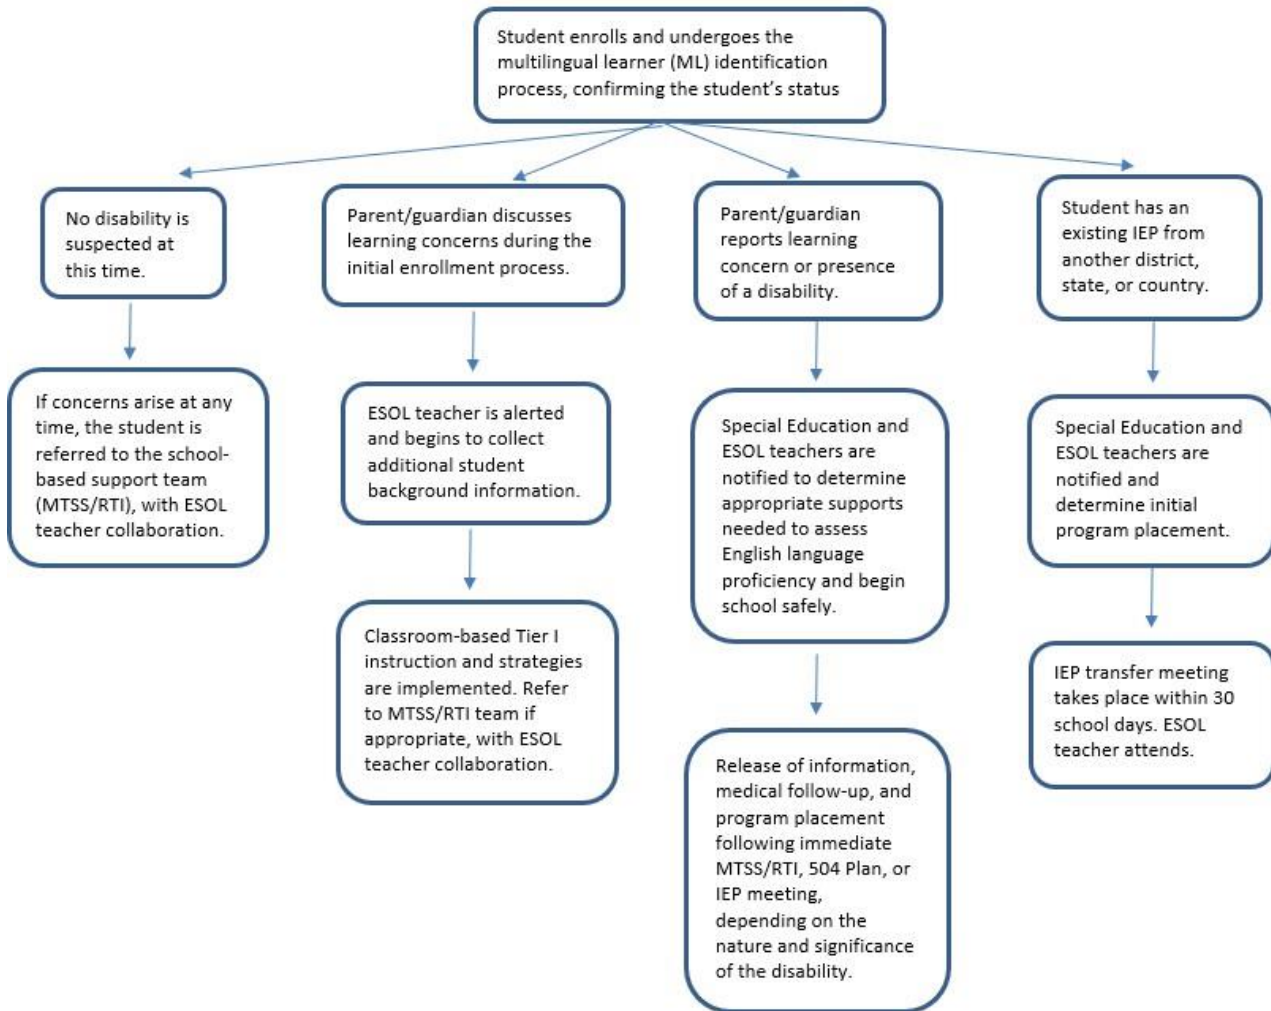 Student enrolls and undergoes the
multilingual learner (ML) identification
process, confirming the student’s status
No disability is
suspected at
this time.
Parent/guardian discusses
learning concerns during the
initial enrollment process.
Parent/guardian
reports learning
concern or presence
of a disability.
Student has an
existing IEP from
another district,
state, or country.
If concerns arise at any
time, the student is
referred to the school-
based support team
(MTSS/RTI), with ESOL
teacher collaboration.
ESOL teacher is alerted
and begins to collect
additional student
background information.
Special Education and
ESOL teachers are
notified to determine
appropriate supports
needed to assess
English language
proficiency and begin
school safely.
Special Education and
ESOL teachers are
notified and
determine initial
program placement.
Classroom-based Tier I
instruction and strategies
are implemented. Refer
to MTSS/RTI team if
appropriate, with ESOL
teacher collaboration.
Release of information,
medical follow-up, and
program placement
following immediate
MTSS/RTI, 504 Plan, or
IEP meeting,
depending on the
nature and significance
of the disability.
IEP transfer meeting
takes place within 30
school days. ESOL
teacher attends.